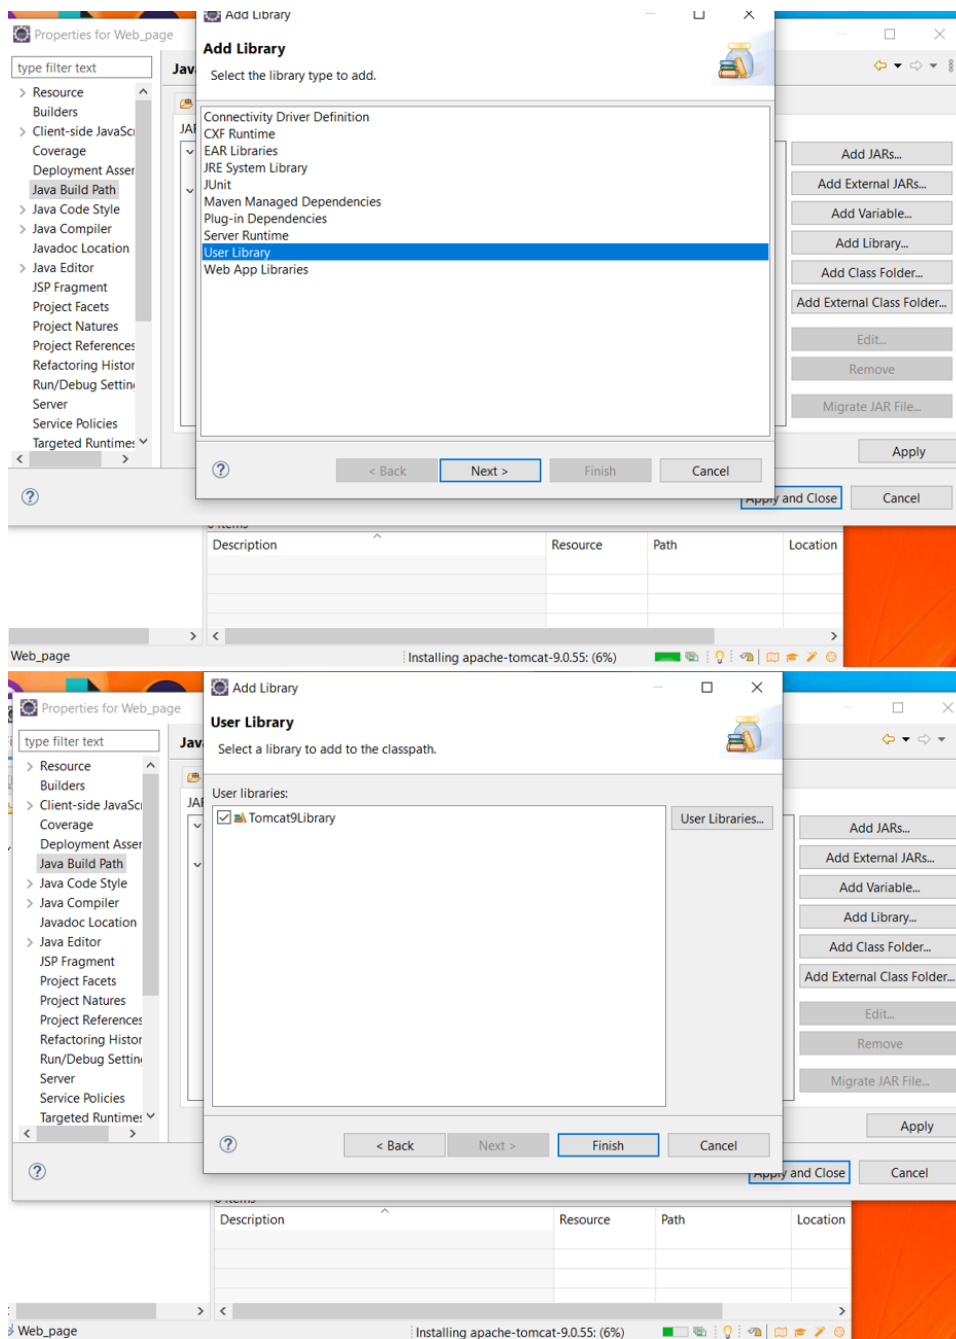 Add Library
Properties for Web_page
Add Library
Select the library type to add.
type filter text
Jav
Resource
Builders
Client-side JavaScr
Coverage
Deployment Asser
Java Build Path
Java Code Style
Java Compiler
Javadoc Location
Java Editor
JSP Fragment
Project Facets
Project Natures
Project References
Refactoring Histor
Run/Debug Settin
Server
Service Policies
Targeted Runtimes
JAF
Connectivity Driver Definition
CXF Runtime
EAR Libraries
JRE System Library
JUnit
Maven Managed Dependencies
Plug-in Dependencies
Server Runtime
User Library
Web App Libraries
Add JARs...
Add External JARs...
Add Variable...
Add Library...
Add Class Folder...
Add External Class Folder...
Edit...
Remove
Migrate JAR File...
Apply
< Back
Next >
Finish
Cancel
Apply and Close
Cancel
0 items
Description
Resource
Path
Location
Web_page
Installing apache-tomcat-9.0.55: (6%)
Add Library
Properties for Web_page
User Library
Select a library to add to the classpath.
type filter text
Jav
Resource
Builders
Client-side JavaScr
Coverage
Deployment Asser
Java Build Path
Java Code Style
Java Compiler
Javadoc Location
Java Editor
JSP Fragment
Project Facets
Project Natures
Project References
Refactoring Histor
Run/Debug Settin
Server
Service Policies
Targeted Runtimes
JAF
User libraries:
Tomcat9Library
User Libraries...
Add JARs...
Add External JARs...
Add Variable...
Add Library...
Add Class Folder...
Add External Class Folder...
Edit...
Remove
Migrate JAR File...
Apply
< Back
Next >
Finish
Cancel
Apply and Close
Cancel
0 items
Description
Resource
Path
Location
Web_page
Installing apache-tomcat-9.0.55: (6%)